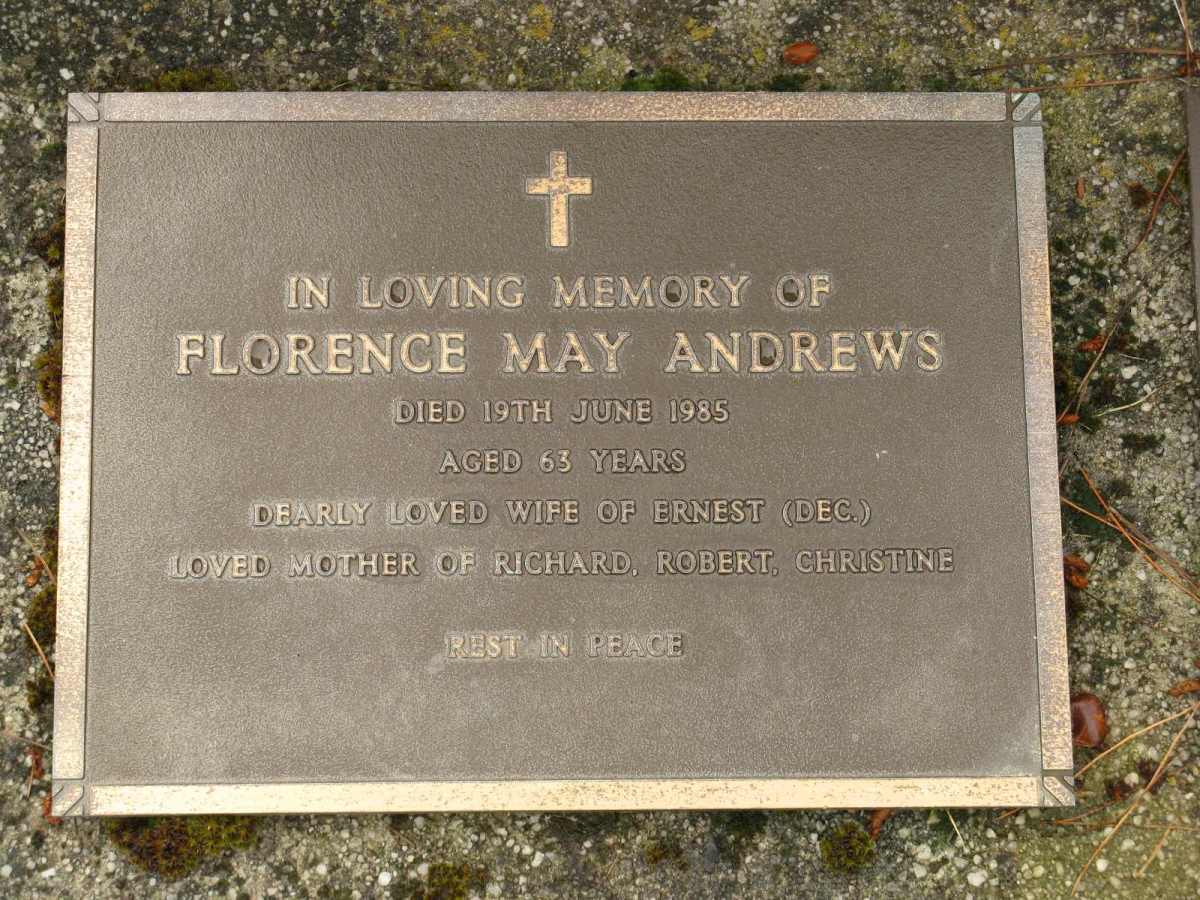 IN LOVING MEMORY OF
FLORENCE MAY ANDREWS
DIED 19TH JUNE 1985
AGED 63 YEARS
DEARLY LOVED WIFE OF ERNEST (DEC.)
LOVED MOTHER OF RICHARD, ROBERT, CHRISTINE
REST IN PEACE